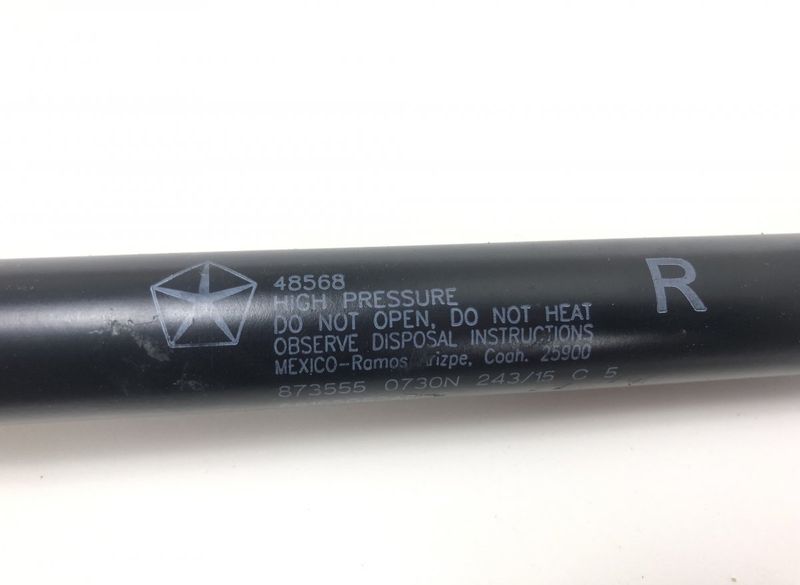 48568
HIGH PRESSURE
DO NOT OPEN, DO NOT HEAT
OBSERVE DISPOSAL INSTRUCTIONS
MEXICO-Ramos Arizpe, Coah. 25900
873555 0730N 243/15 C 5
R